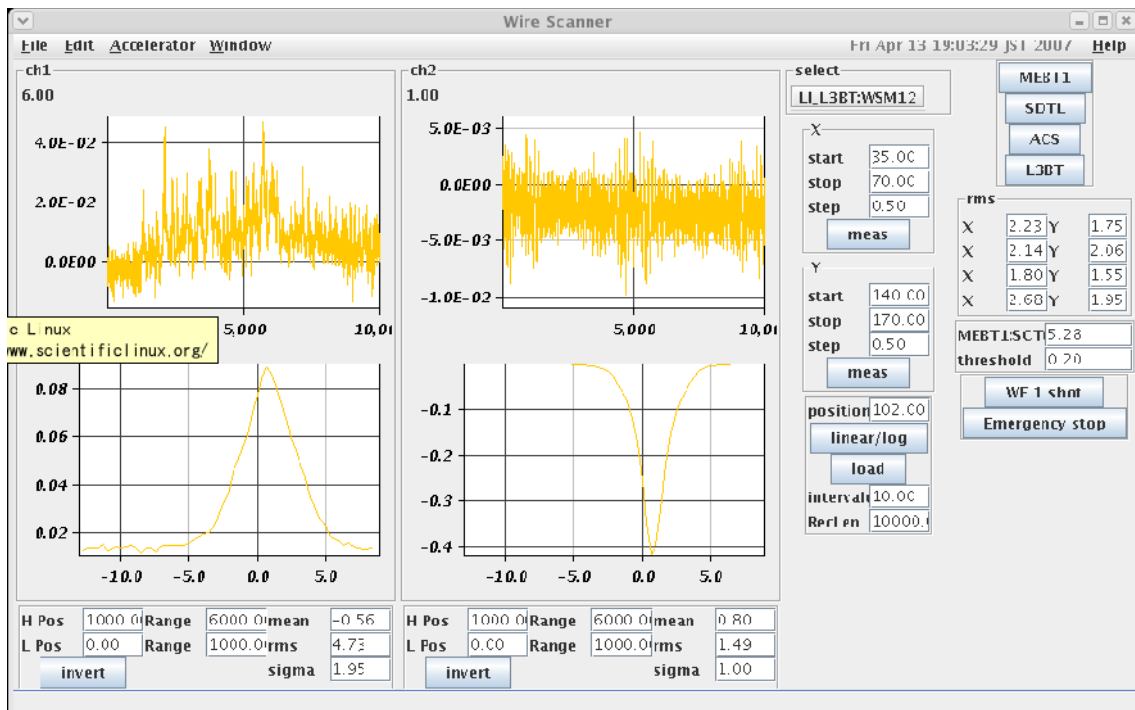 Wire Scanner
File Edit Accelerator Window
Fri Apr 13 19:03:29 JST 2007 Help
ch1
6.00
4.0E-02
2.0E-02
0.0E00
5,000
c Linux
www.scientificlinux.org/
0.08
0.06
0.04
0.02
-10.0 -5.0 0.0 5.0
H Pos Range 
mean -0.56
L Pos 0.00 Range
rms 4.73
invert
sigma 1.95
ch2
1.00
5.0E-03
0.0E00
-5.0E-03
-1.0E-02
5,000
-0.1
-0.2
-0.3
-0.4
-10.0 -5.0 0.0 5.0
H Pos Range
mean 0.80
L Pos 0.00 Range
rms 1.49
invert
sigma 1.00
select
LI_L3BT:WSM12
X
start 35.00
stop 70.00
step 0.50
meas
Y
start 140.00
stop 170.00
step 0.50
meas
position 102.00
linear/log
load
interval 10.00
RecLen
MEBT1
SDTL
ACS
L3BT
rms
X 2.23 Y 1.75
X 2.14 Y 2.06
X 1.80 Y 1.55
X 2.68 Y 1.95
MEBT1:SCT 5.28
threshold 0.20
WF 1 shot
Emergency stop